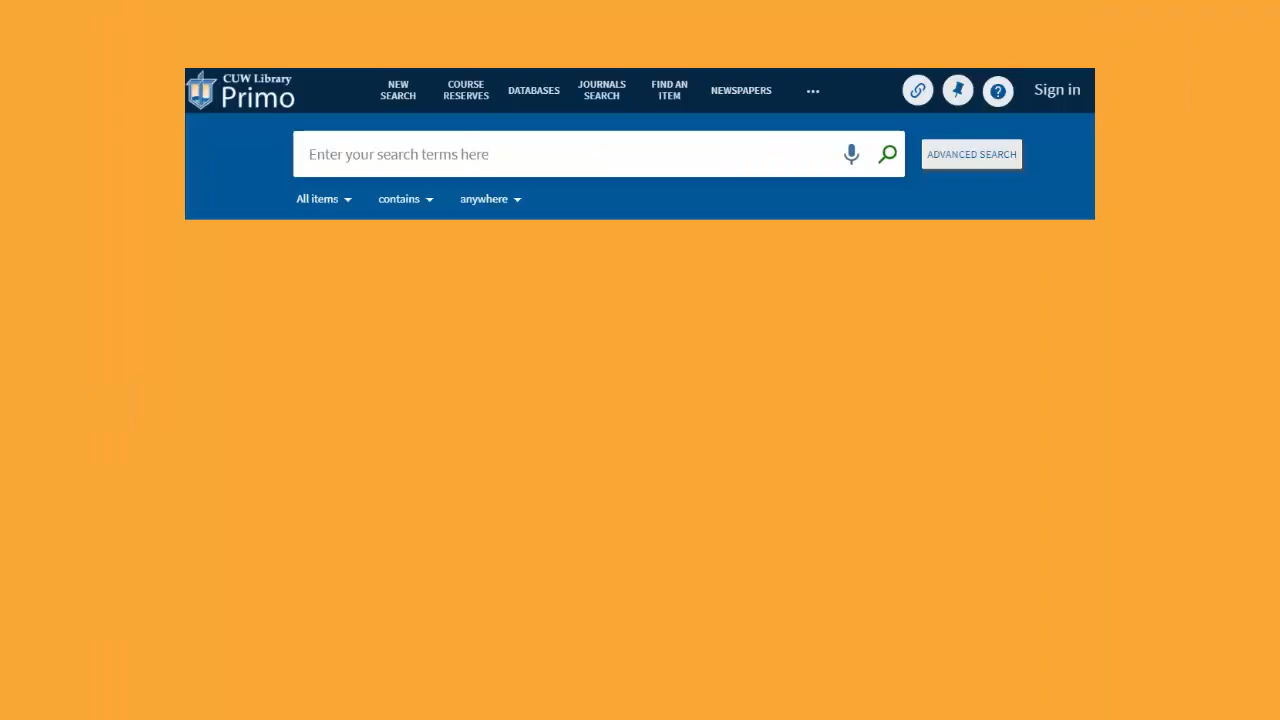 CUW Library
Primo
NEW
SEARCH
COURSE
RESERVES
DATABASES
JOURNALS
SEARCH
FIND AN
ITEM
NEWSPAPERS
...
Sign in
Enter your search terms here
ADVANCED SEARCH
All items
contains
anywhere